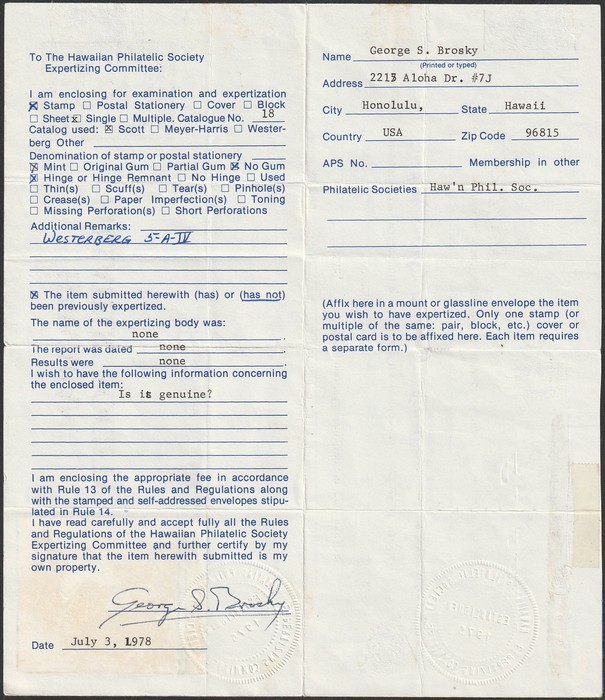 To The Hawaiian Philatelic Society
Expertizing Committee:
I am enclosing for examination and expertization
☒ Stamp ☐ Postal Stationery ☐ Cover ☐ Block
☐ Sheet ☒ Single ☐ Multiple. Catalogue No. 18
Catalog used: ☒ Scott ☐ Meyer-Harris ☐ Wester-
berg Other
Denomination of stamp or postal stationery
☒ Mint ☐ Original Gum ☐ Partial Gum ☒ No Gum
☒ Hinge or Hinge Remnant ☐ No Hinge ☐ Used
☐ Thin(s) ☐ Scuff(s) ☐ Tear(s) ☐ Pinhole(s)
☐ Crease(s) ☐ Paper Imperfection(s) ☐ Toning
☐ Missing Perforation(s) ☐ Short Perforations
Additional Remarks:
WESTERBERG 5-A-IV
☒ The item submitted herewith (has) or (has not)
been previously expertized.
The name of the expertizing body was:
none
The report was dated none
Results were none
I wish to have the following information concerning
the enclosed item:
Is it genuine?
I am enclosing the appropriate fee in accordance
with Rule 13 of the Rules and Regulations along
with the stamped and self-addressed envelopes stipu-
lated in Rule 14.
I have read carefully and accept fully all the Rules
and Regulations of the Hawaiian Philatelic Society
Expertizing Committee and further certify by my
signature that the item herewith submitted is my
own property.
George S. Brosky
Date July 3, 1978
Name George S. Brosky
(Printed or typed)
Address 2213 Aloha Dr. #7J
City Honolulu, State Hawaii
Country USA Zip Code 96815
APS No. Membership in other
Philatelic Societies Haw'n Phil. Soc.
(Affix here in a mount or glassline envelope the item
you wish to have expertized. Only one stamp (or
multiple of the same: pair, block, etc.) cover or
postal card is to be affixed here. Each item requires
a separate form.)